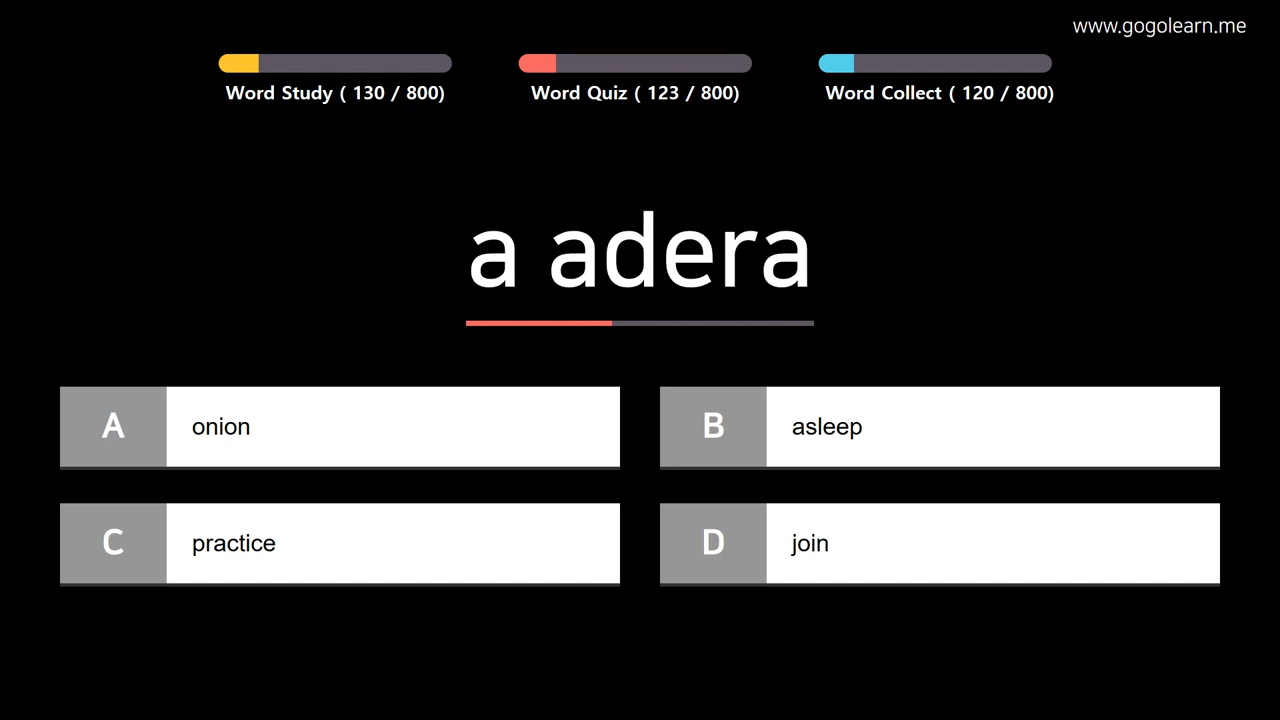 www.gogolearn.me
Word Study ( 130 / 800)
Word Quiz ( 123 / 800)
Word Collect ( 120 / 800)
a adera
A onion
B asleep
C practice
D join